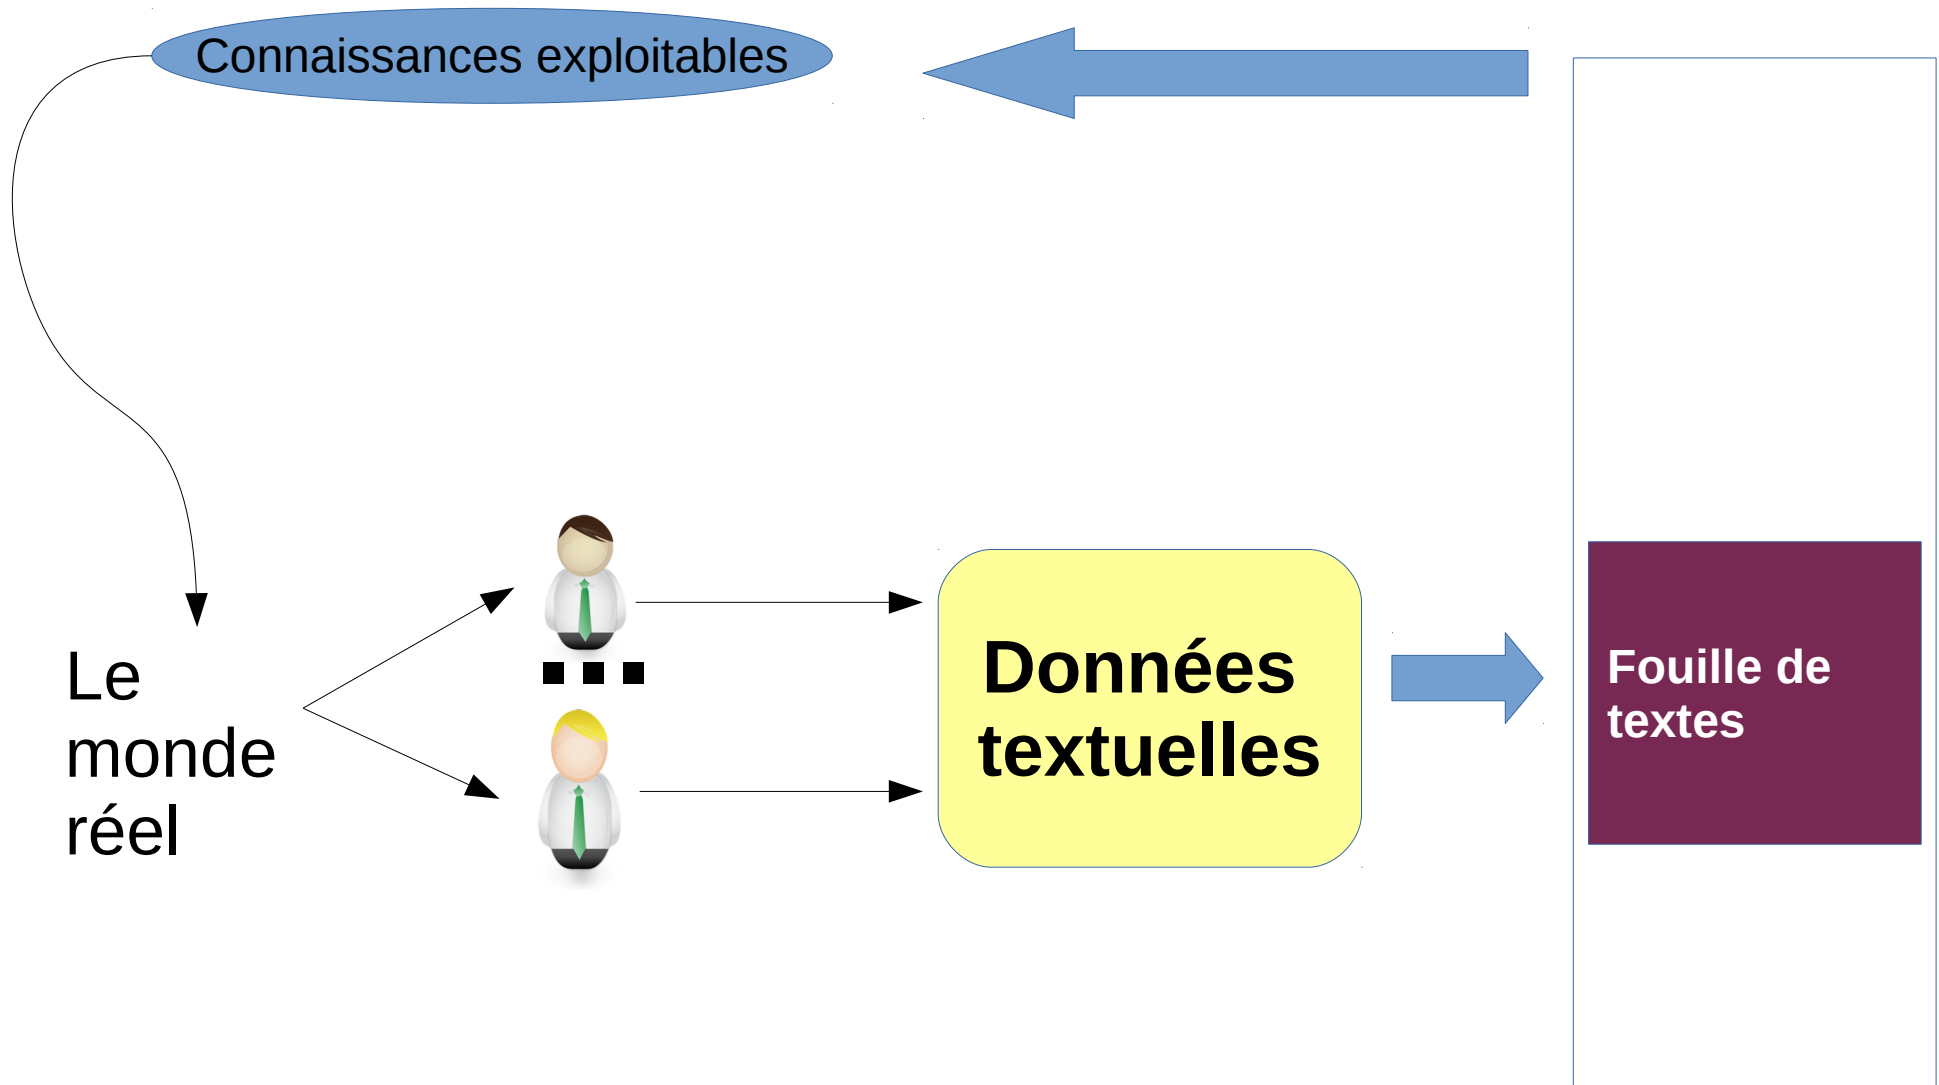 Connaissances exploitables
Le
monde
réel
Données
textuelles
Fouille de
textes